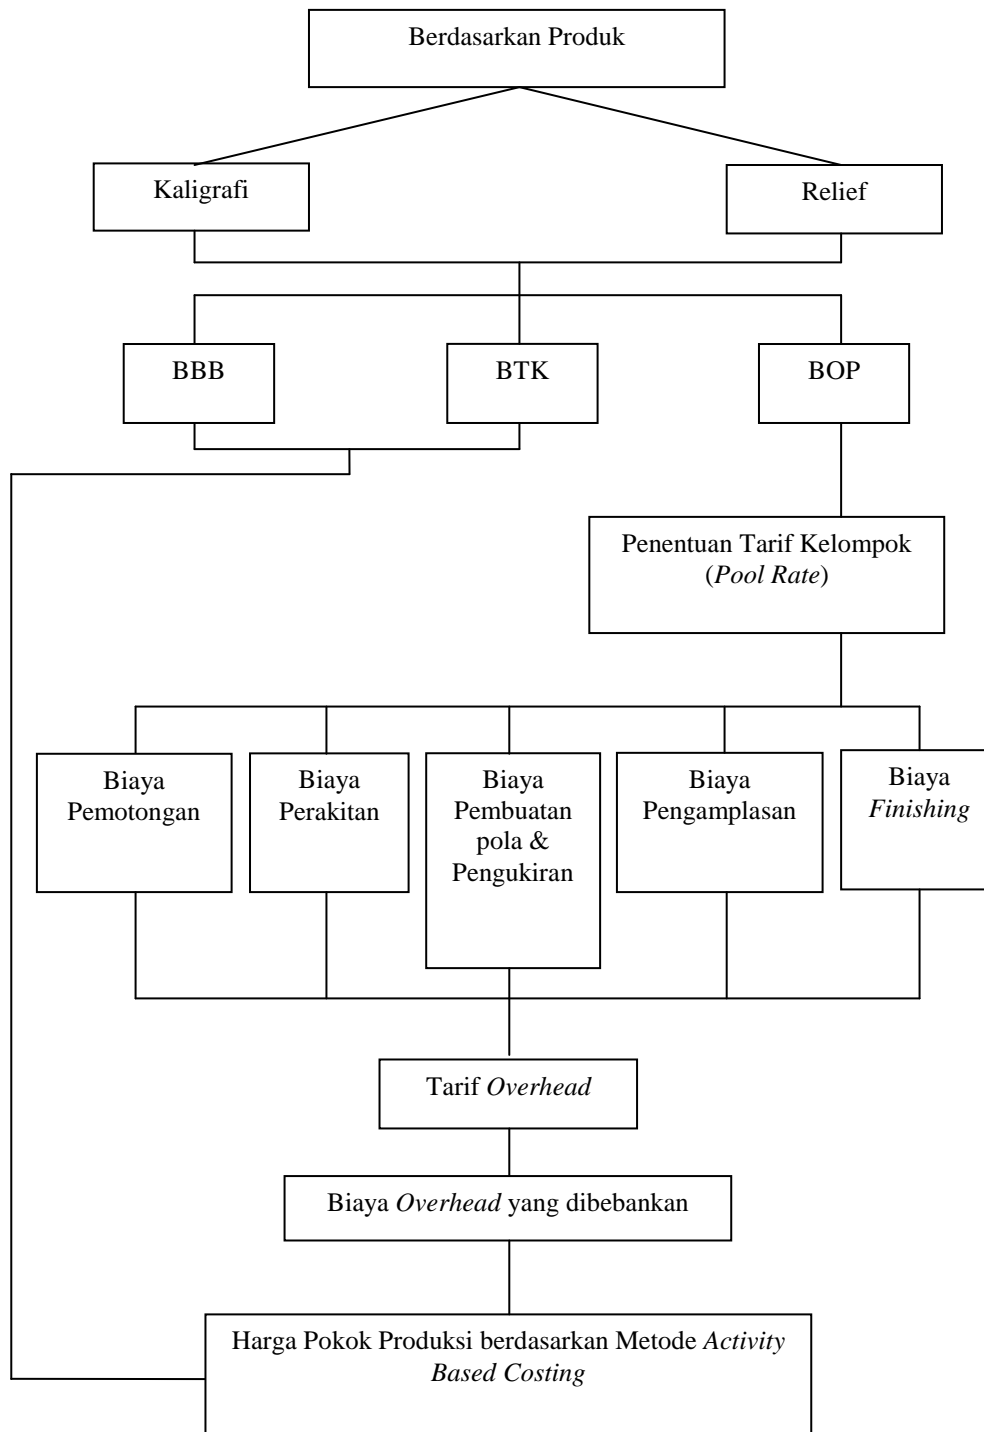 Berdasarkan Produk
Kaligrafi
Relief
BBB
BTK
BOP
Penentuan Tarif Kelompok
(Pool Rate)
Biaya
Pemotongan
Biaya
Perakitan
Biaya
Pembuatan
pola &
Pengukiran
Biaya
Pengamplasan
Biaya
Finishing
Tarif Overhead
Biaya Overhead yang dibebankan
Harga Pokok Produksi berdasarkan Metode Activity
Based Costing